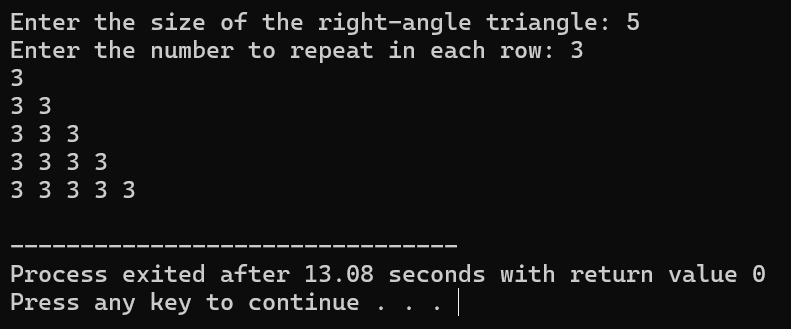 Enter the size of the right-angle triangle: 5
Enter the number to repeat in each row: 3
3
3 3
3 3 3
3 3 3 3
3 3 3 3 3
--------------------------------
Process exited after 13.08 seconds with return value 0
Press any key to continue . . .